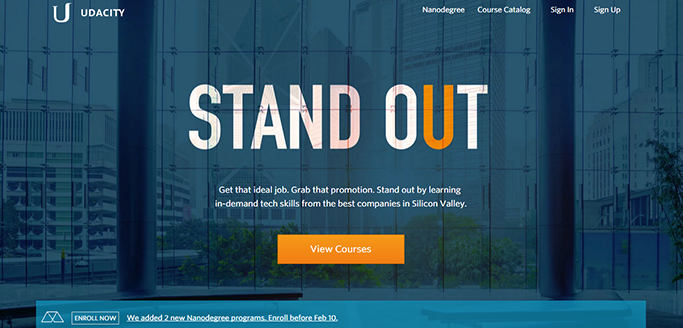 UDACITY
Nanodegree Course Catalog Sign In Sign Up
STAND OUT
Get that ideal job. Grab that promotion. Stand out by learning
in-demand tech skills from the best companies in Silicon Valley.
View Courses
ENROLL NOW We added 2 new Nanodegree programs. Enroll before Feb 10.